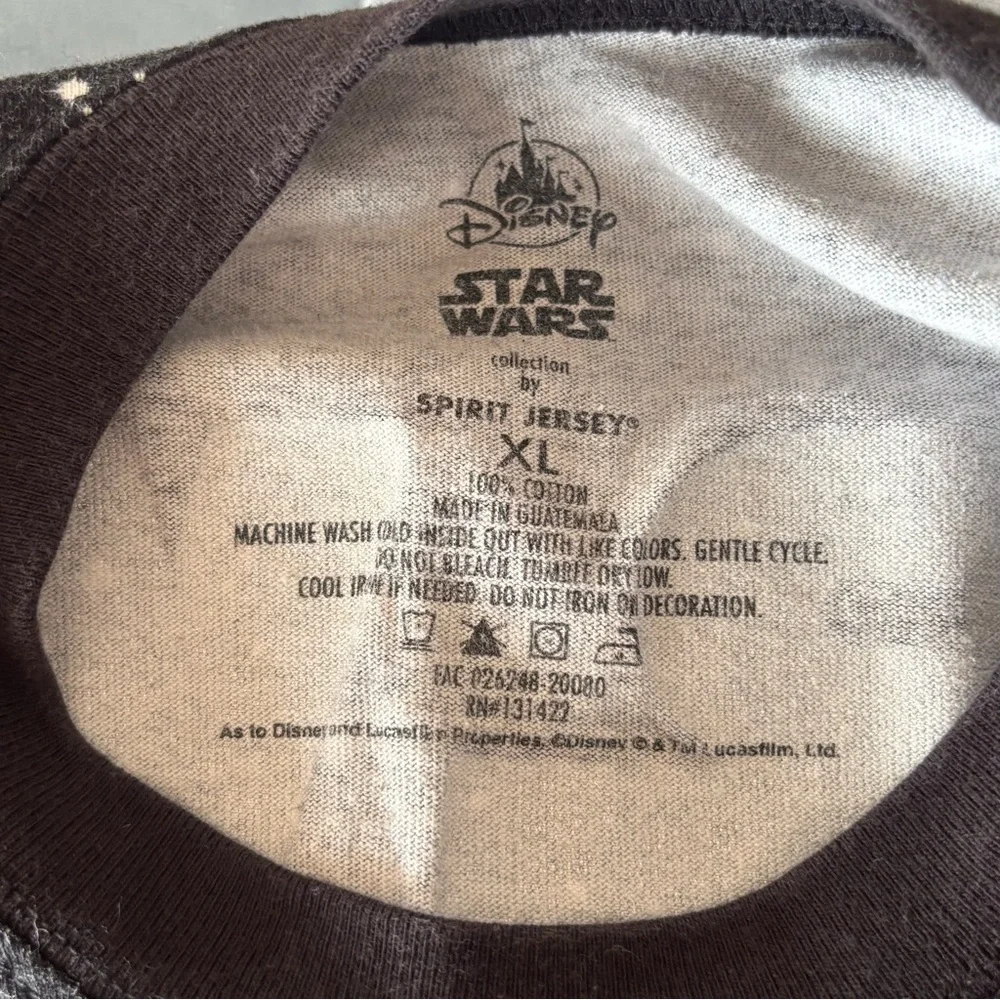 Disney
STAR
WARS
collection
by
SPIRIT JERSEY®
XL
100% COTTON
MADE IN GUATEMALA
MACHINE WASH COLD INSIDE OUT WITH LIKE COLORS. GENTLE CYCLE.
DO NOT BLEACH. TUMBLE DRY LOW.
COOL IRON IF NEEDED. DO NOT IRON ON DECORATION.
FAC-026248-20080
RN#131422
As to Disney and Lucasfilm Properties, ©Disney © & TM Lucasfilm, Ltd.